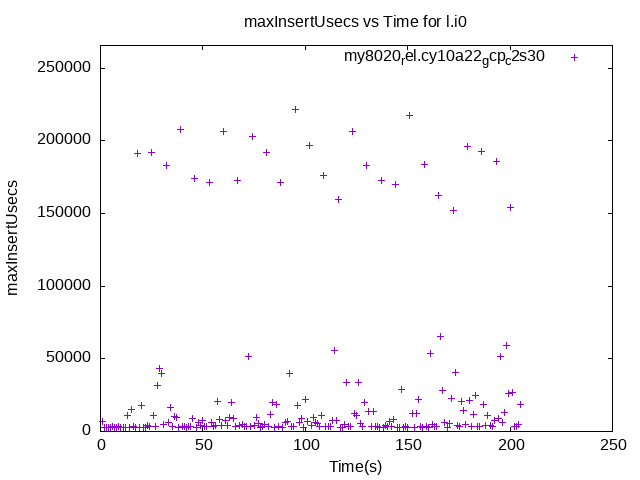 maxInsertUsecs vs Time for l.i0
my8020rel.cy10a22gcpc2s30
250000
200000
150000
100000
50000
0
maxInsertUsecs
0 50 100 150 200 250
Time(s)